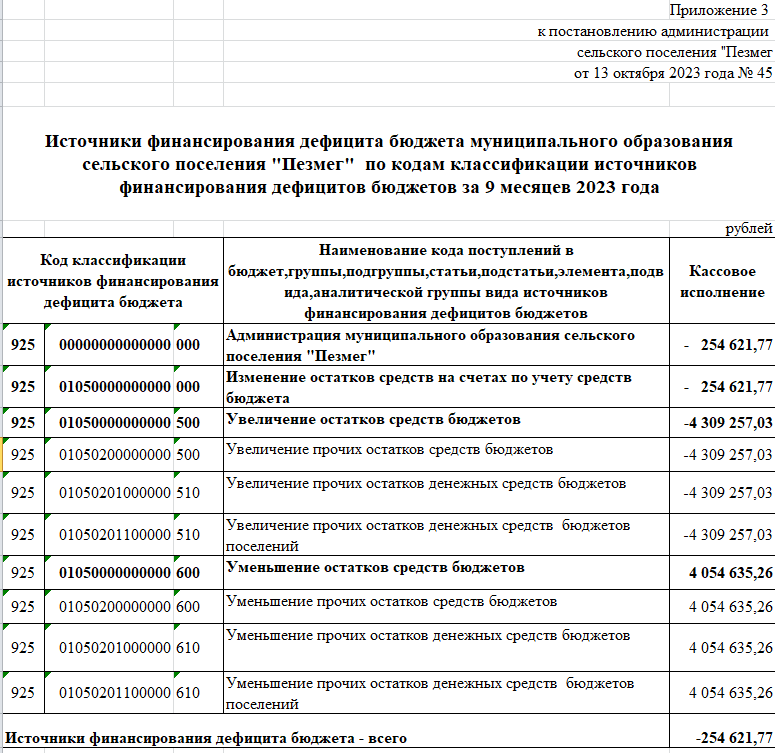 Приложение 3
к постановлению администрации
сельского поселения "Пезмег
от 13 октября 2023 года № 45
Источники финансирования дефицита бюджета муниципального образования
сельского поселения "Пезмег" по кодам классификации источников
финансирования дефицитов бюджетов за 9 месяцев 2023 года
рублей
Код классификации
источников финансирования
дефицита бюджета
Наименование кода поступлений в
бюджет,группы,подгруппы,статьи,подстатьи,элемента,подв
ида,аналитической группы вида источников
финансирования дефицитов бюджетов
Кассовое
исполнение
925 00000000000000 000 Администрация муниципального образования сельского
поселения "Пезмег" - 254 621,77
925 01050000000000 000 Изменение остатков средств на счетах по учету средств
бюджета - 254 621,77
925 01050000000000 500 Увеличение остатков средств бюджетов -4 309 257,03
925 01050200000000 500 Увеличение прочих остатков средств бюджетов -4 309 257,03
925 01050201000000 510 Увеличение прочих остатков денежных средств бюджетов -4 309 257,03
925 01050201100000 510 Увеличение прочих остатков денежных средств бюджетов
поселений -4 309 257,03
925 01050000000000 600 Уменьшение остатков средств бюджетов 4 054 635,26
925 01050200000000 600 Уменьшение прочих остатков средств бюджетов 4 054 635,26
925 01050201000000 610 Уменьшение прочих остатков денежных средств бюджетов 4 054 635,26
925 01050201100000 610 Уменьшение прочих остатков денежных средств бюджетов
поселений 4 054 635,26
Источники финансирования дефицита бюджета - всего -254 621,77